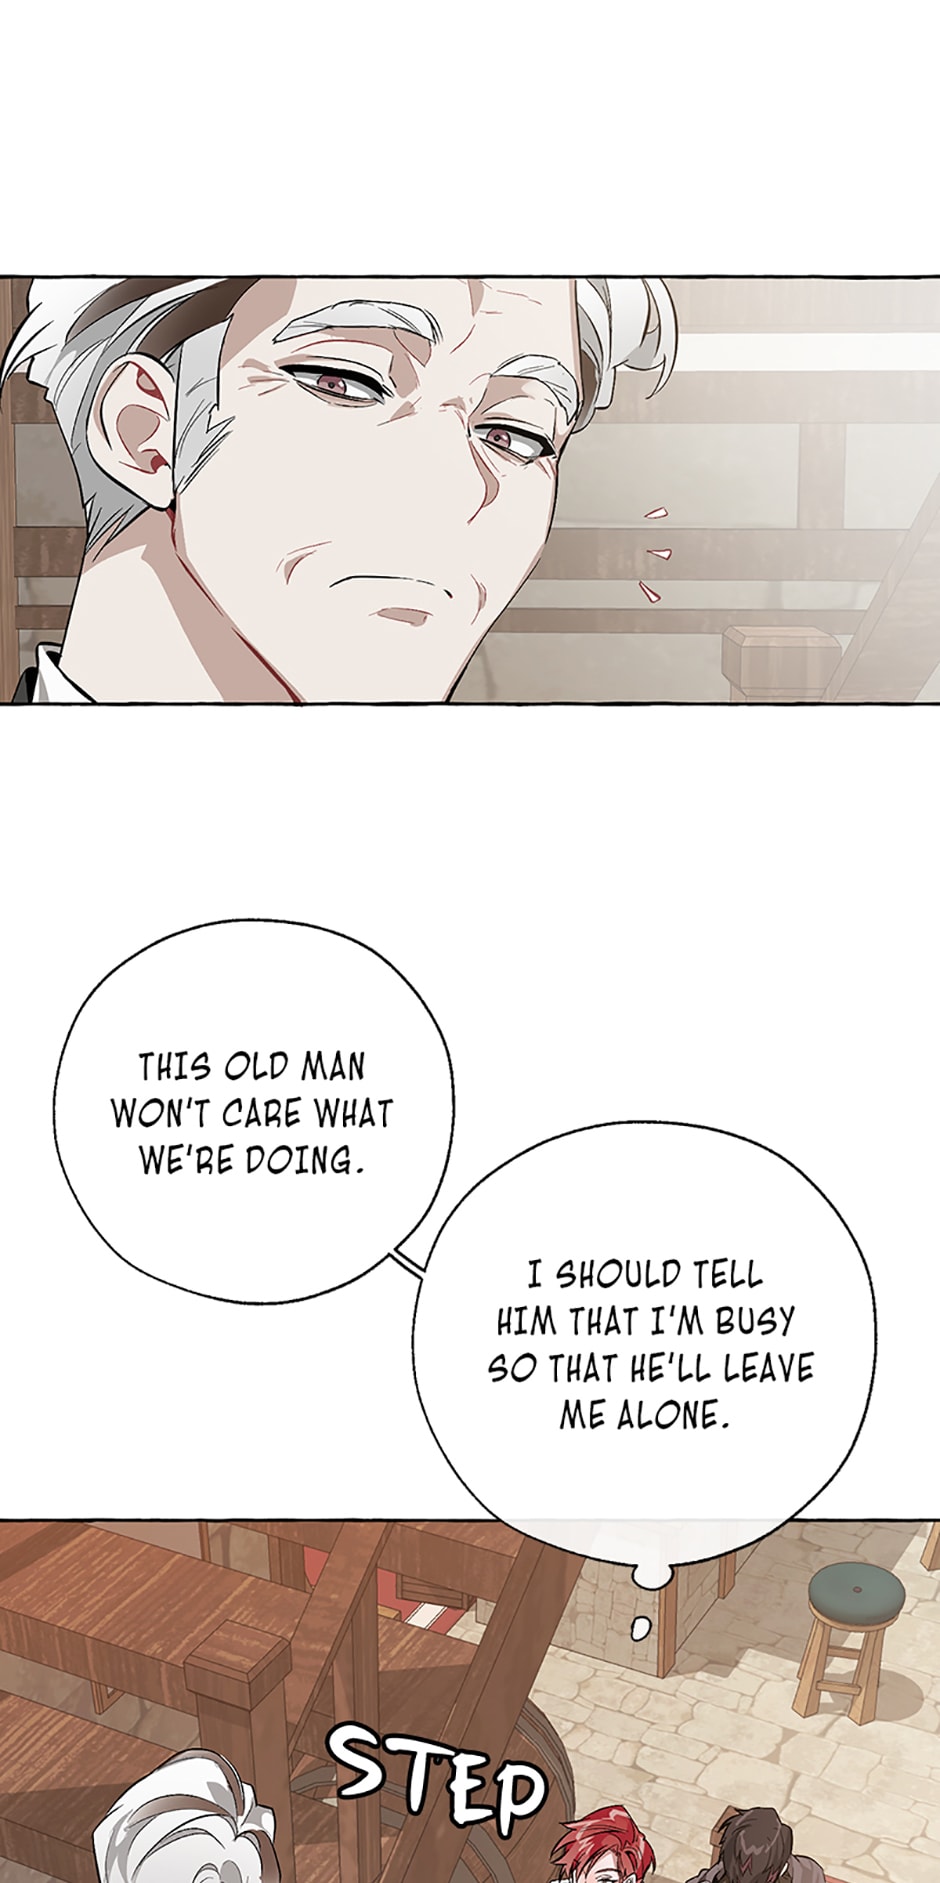 THIS OLD MAN
WON'T CARE WHAT
WE'RE DOING.
I SHOULD TELL
HIM THAT I'M BUSY
SO THAT HE'LL LEAVE
ME ALONE.
STEP